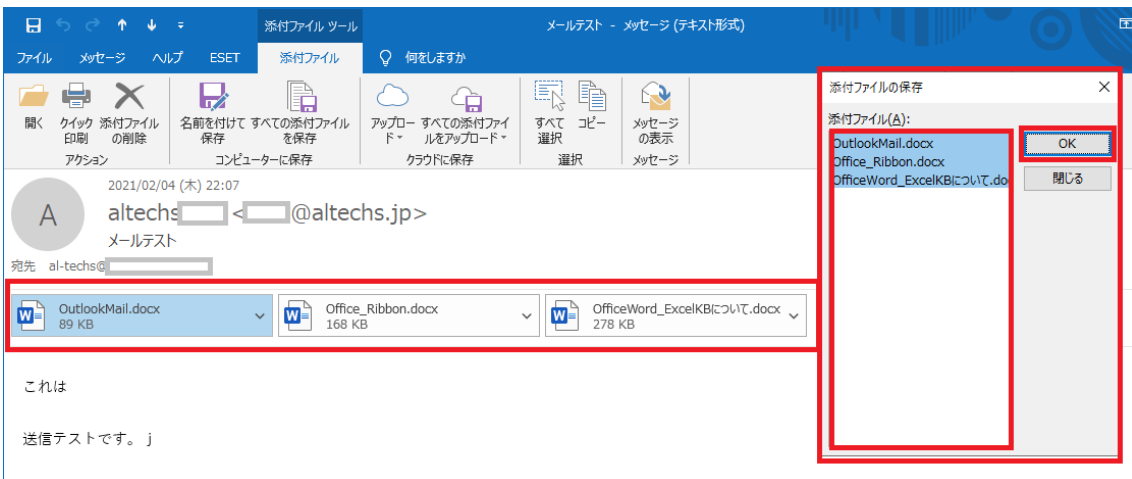 添付ファイル ツール
メールテスト - メッセージ (テキスト形式)
ファイル メッセージ ヘルプ ESET 添付ファイル 何をしますか
開く
クイック印刷
添付ファイルの削除
アクション
名前を付けて保存
すべての添付ファイルを保存
コンピューターに保存
アップロード
すべての添付ファイルをアップロード
クラウドに保存
すべて選択
コピー
選択
メッセージの表示
メッセージ
2021/02/04 (木) 22:07
A
altechs < @altechs.jp>
メールテスト
宛先 al-techs@
OutlookMail.docx
89 KB
Office_Ribbon.docx
168 KB
OfficeWord_ExcelKBについて.docx
278 KB
これは
送信テストです。 j
添付ファイルの保存
添付ファイル(A):
OutlookMail.docx
Office_Ribbon.docx
OfficeWord_ExcelKBについて.do
OK
閉じる